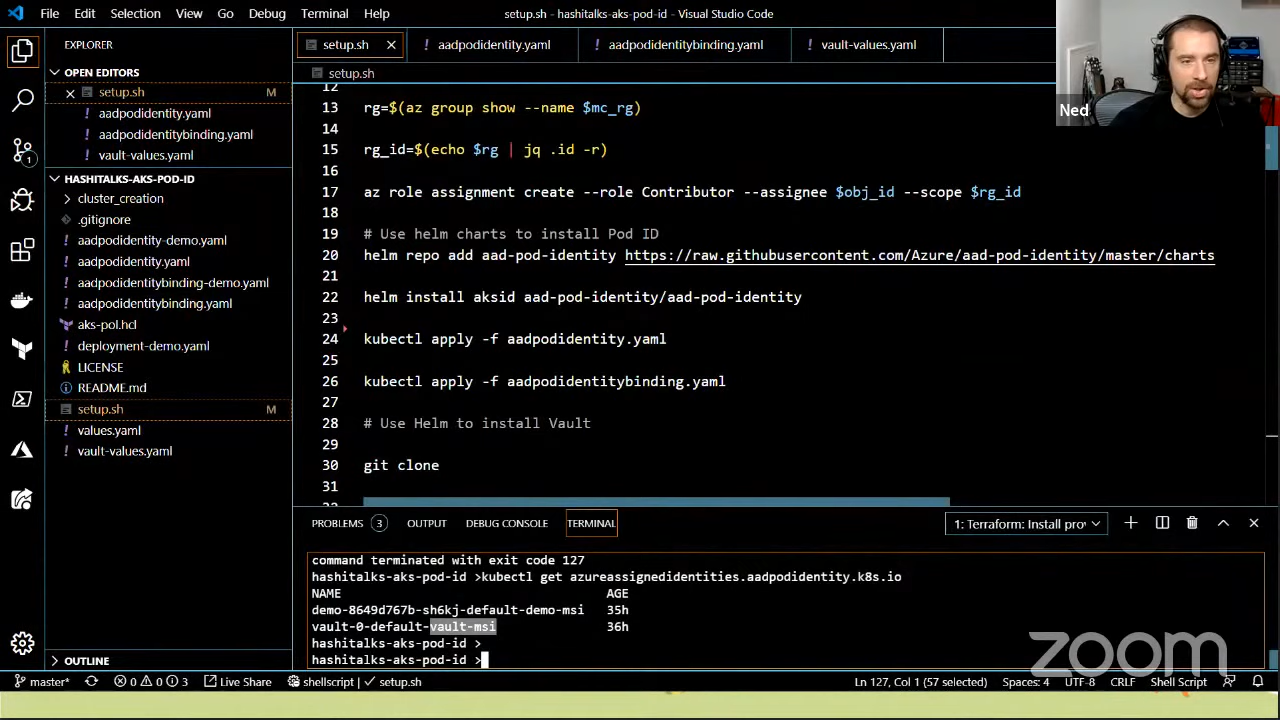 File Edit Selection View Go Debug Terminal Help
setup.sh - hashitalks-aks-pod-id - Visual Studio Code
EXPLORER
OPEN EDITORS
setup.sh M
aadpodidentity.yaml
aadpodidentitybinding.yaml
vault-values.yaml
HASHITALKS-AKS-POD-ID
cluster_creation
.gitignore
aadpodidentity-demo.yaml
aadpodidentity.yaml
aadpodidentitybinding-demo.yaml
aadpodidentitybinding.yaml
aks-pol.hd
deployment-demo.yaml
LICENSE
README.md
setup.sh M
values.yaml
vault-values.yaml
OUTLINE
1
setup.sh aadpodidentity.yaml aadpodidentitybinding.yaml vault-values.yaml
setup.sh
12
13 rg=$(az group show --name $mc_rg)
14
15 rg_id=$(echo $rg | jq .id -r)
16
17 az role assignment create --role Contributor --assignee $obj_id --scope $rg_id
18
19 # Use helm charts to install Pod ID
20 helm repo add aad-pod-identity https://raw.githubusercontent.com/Azure/aad-pod-identity/master/charts
21
22 helm install aksid aad-pod-identity/aad-pod-identity
23
24 kubectl apply -f aadpodidentity.yaml
25
26 kubectl apply -f aadpodidentitybinding.yaml
27
28 # Use Helm to install Vault
29
30 git clone
31
PROBLEMS 3 OUTPUT DEBUG CONSOLE TERMINAL 1: Terraform: Install prov
command terminated with exit code 127
hashitalks-aks-pod-id >kubectl get azureassignedidentities.aadpodidentity.k8s.io
NAME AGE
demo-8649d767b-sh6kj-default-demo-msi 35h
vault-0-default-vault-msi 36h
hashitalks-aks-pod-id >
hashitalks-aks-pod-id >
master* 0 0 3 Live Share shellscript | setup.sh Ln 127, Col 1 (57 selected) Spaces: 4 UTF-8 CRLF Shell Script
Ned
zoom